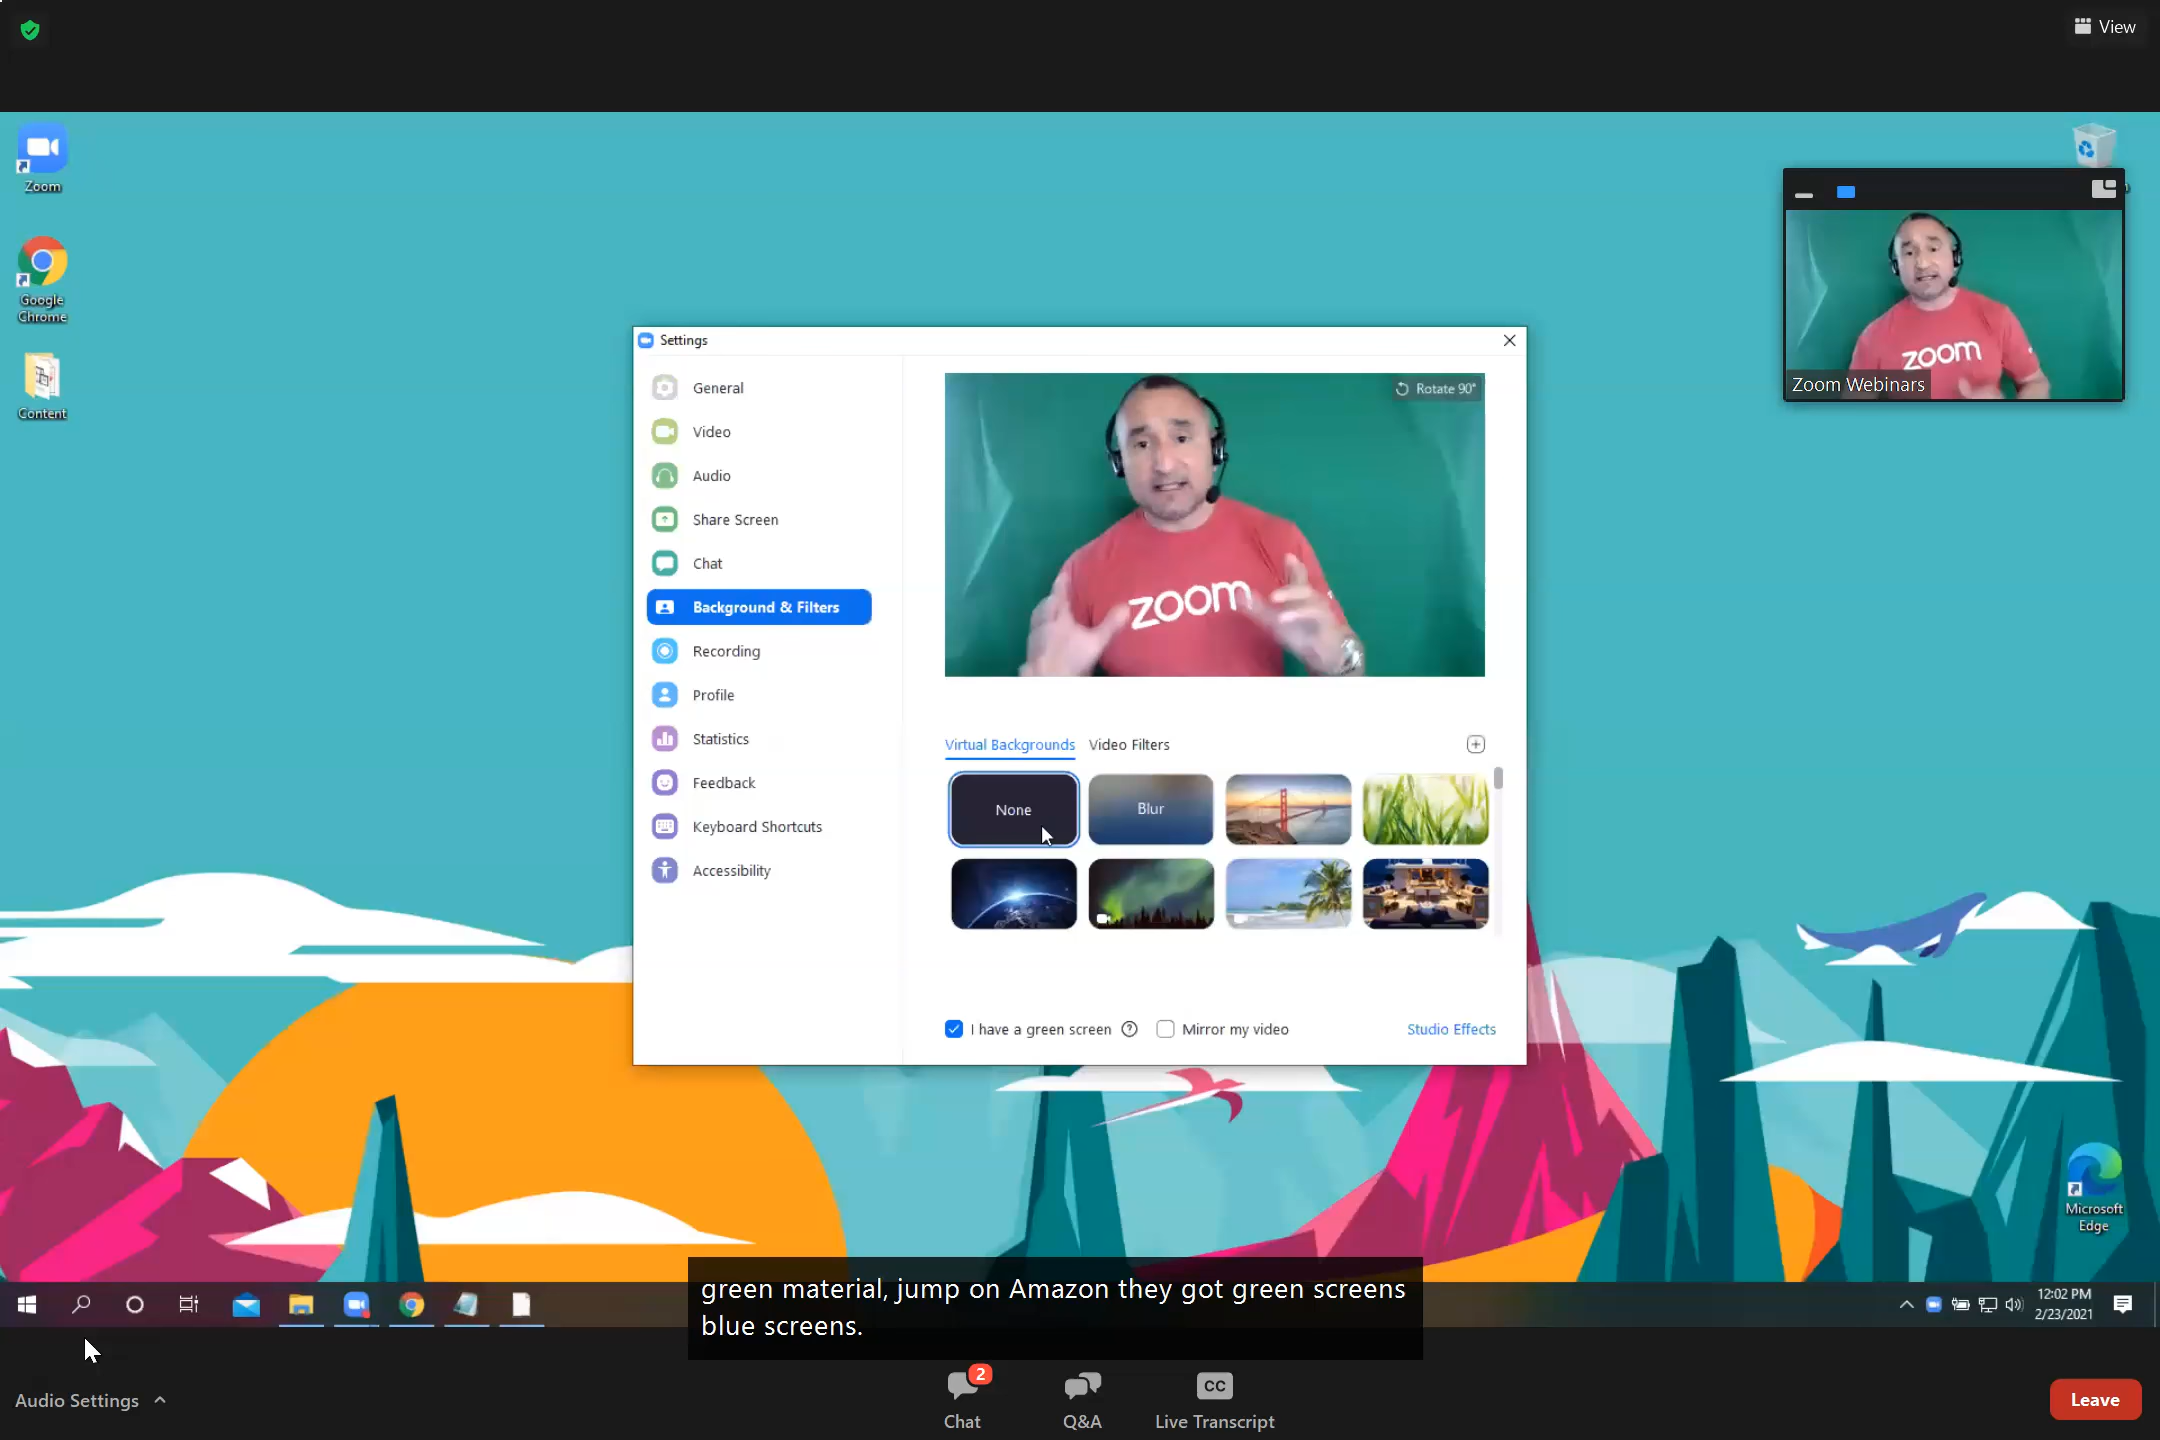 View
Zoom
Google
Chrome
Content
zoom
Zoom Webinars
Settings
General
Video
Audio
Share Screen
Chat
Background & Filters
Recording
Profile
Statistics
Feedback
Keyboard Shortcuts
Accessibility
Rotate 90°
zoom
Virtual Backgrounds
Video Filters
None
Blur
I have a green screen
Mirror my video
Studio Effects
Microsoft
Edge
green material, jump on Amazon they got green screens
blue screens.
12:02 PM
2/23/2021
Audio Settings
2
Chat
Q&A
CC
Live Transcript
Leave